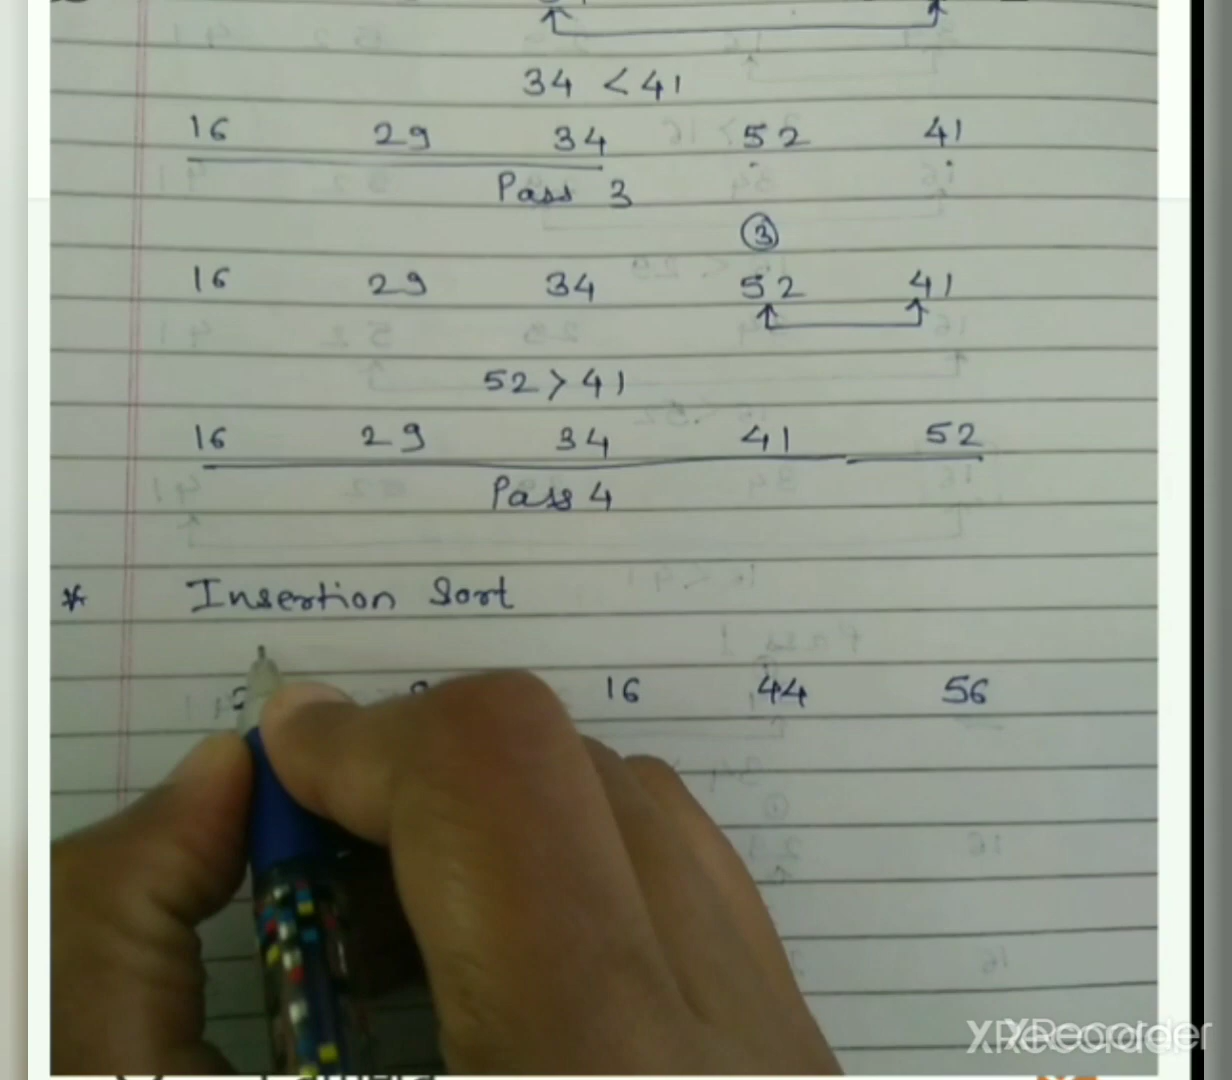 34 < 41
16 29 34 52 41
Pass 3
3
16 29 34 52 41
52 > 41
16 29 34 41 52
Pass 4
* Insertion Sort
16 44 56
XRecorder